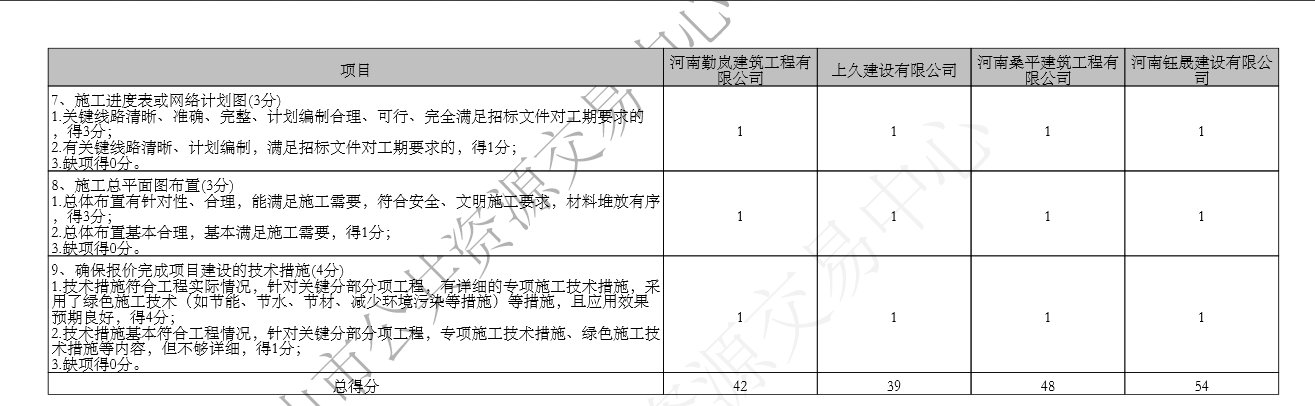 项目
河南勤岚建筑工程有
限公司
上久建设有限公司
河南桑平建筑工程有
限公司
河南钰晟建设有限公
司
7、施工进度表或网络计划图(3分)
1.关键线路清晰、准确、完整、计划编制合理、可行、完全满足招标文件对工期要求的
，得3分；
2.有关键线路清晰、计划编制，满足招标文件对工期要求的，得1分；
3.缺项得0分。
1
1
1
1
8、施工总平面图布置(3分)
1.总体布置有针对性、合理，能满足施工需要，符合安全、文明施工要求，材料堆放有序
，得3分；
2.总体布置基本合理，基本满足施工需要，得1分；
3.缺项得0分。
1
1
1
1
9、确保报价完成项目建设的技术措施(4分)
1.技术措施符合工程实际情况，针对关键分部分项工程，有详细的专项施工技术措施，采
用了绿色施工技术（如节能、节水、节材、减少环境污染等措施）等措施，且应用效果
预期良好，得4分；
2.技术措施基本符合工程情况，针对关键分部分项工程，专项施工技术措施、绿色施工技
术措施等内容，但不够详细，得1分；
3.缺项得0分。
1
1
1
1
总得分
42
39
48
54
山市公共资源交易中心
资源交易中心